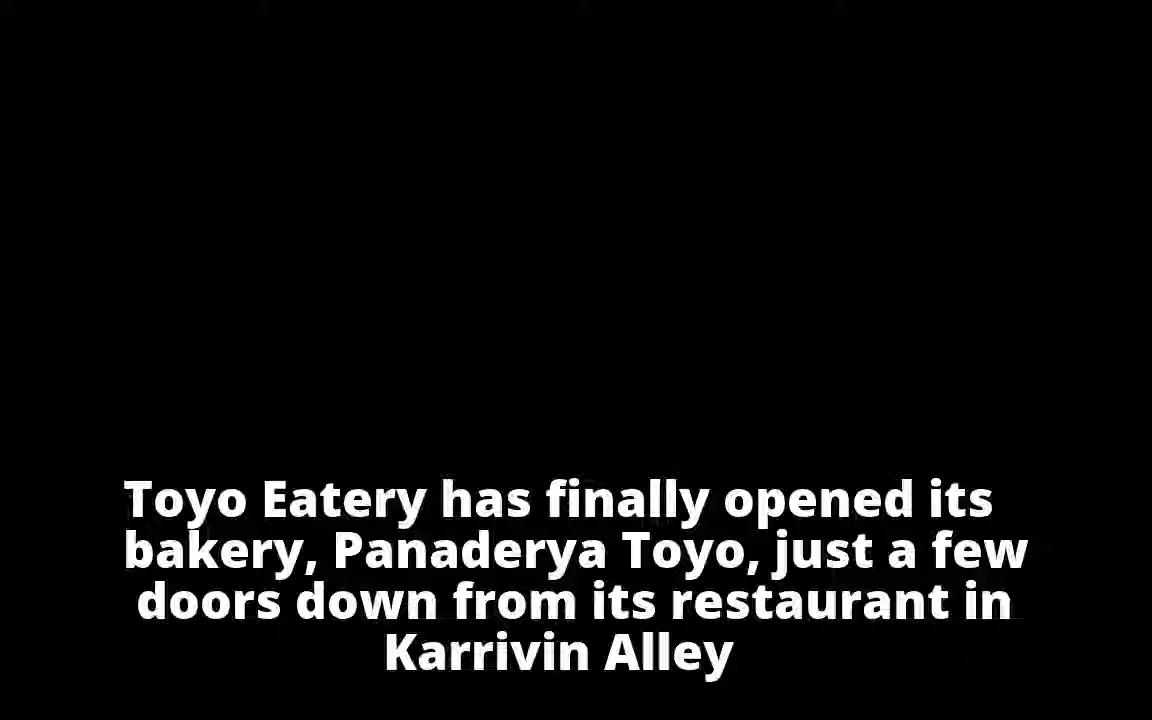 Toyo Eatery has finally opened its
bakery, Panaderya Toyo, just a few
doors down from its restaurant in
Karrivin Alley